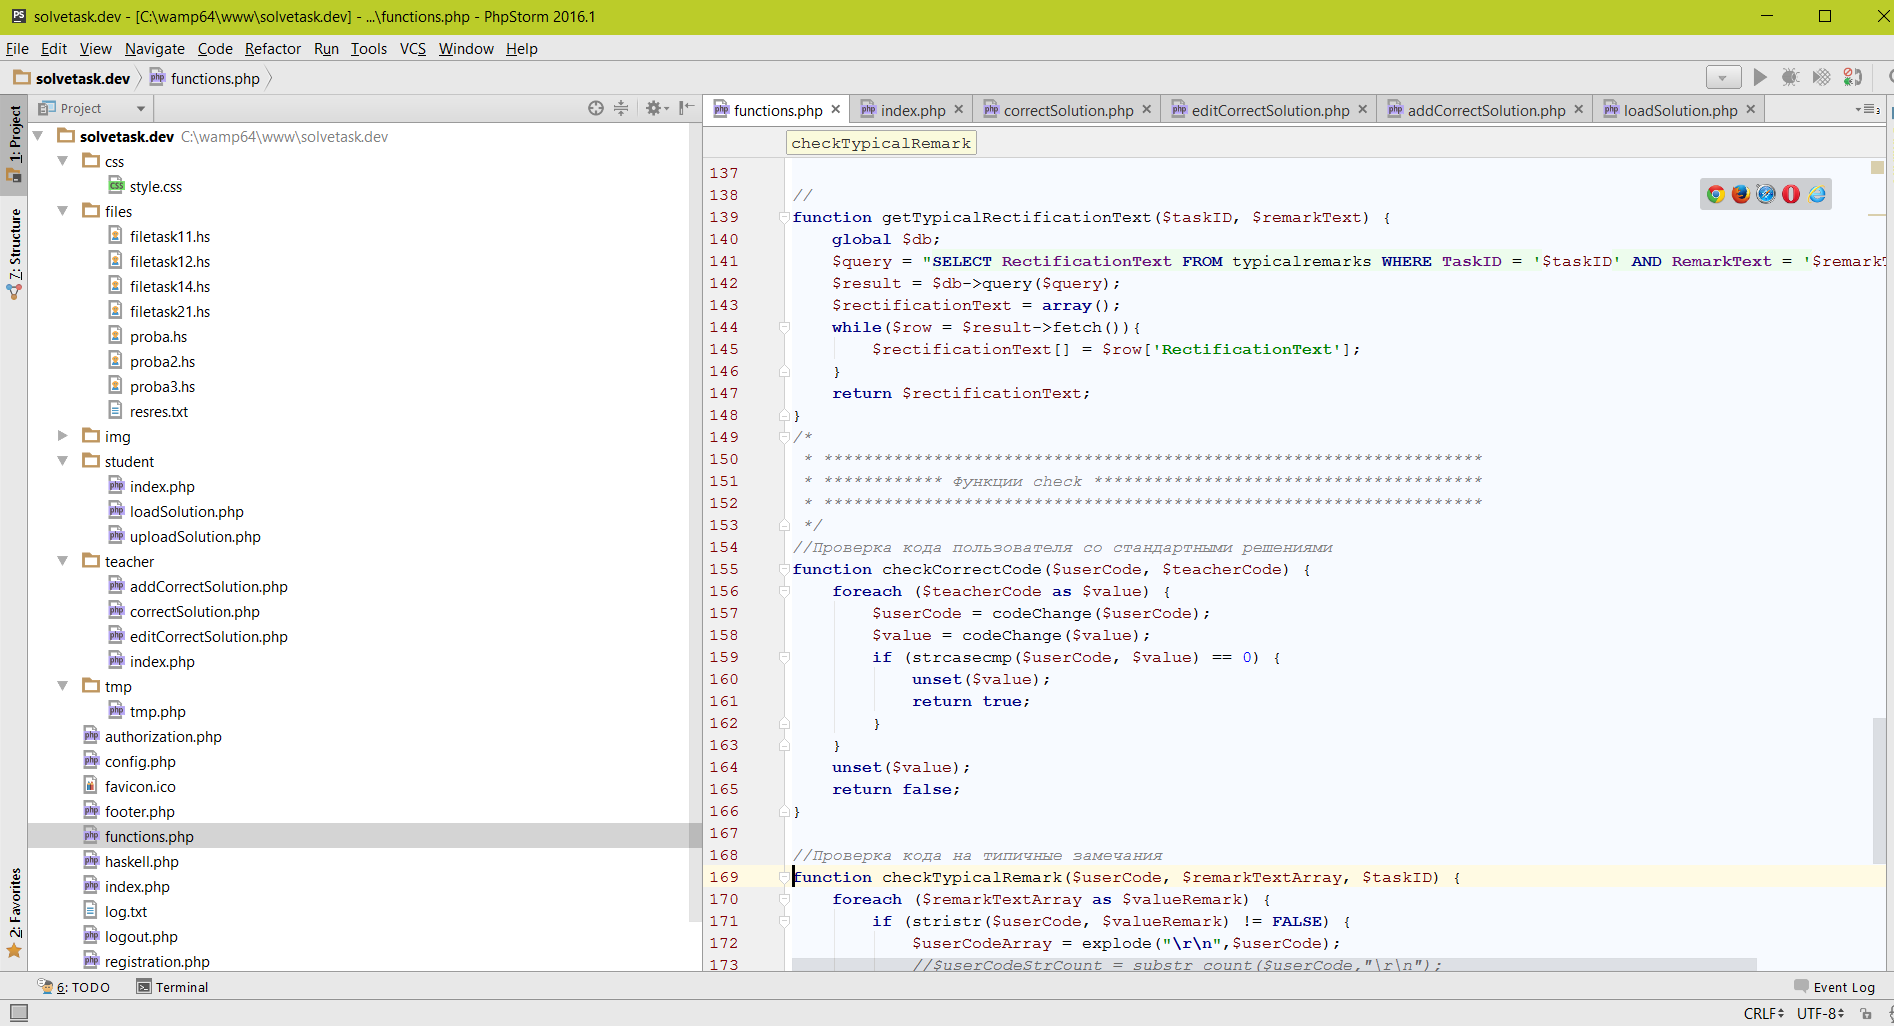 solvetask.dev - [C:\wamp64\www\solvetask.dev] - ...\functions.php - PhpStorm 2016.1
File Edit View Navigate Code Refactor Run Tools VCS Window Help
solvetask.dev functions.php
1: Project
7: Structure
2: Favorites
Project
solvetask.dev C:\wamp64\www\solvetask.dev
css
style.css
files
filetask11.hs
filetask12.hs
filetask14.hs
filetask21.hs
proba.hs
proba2.hs
proba3.hs
resres.txt
img
student
index.php
loadSolution.php
uploadSolution.php
teacher
addCorrectSolution.php
correctSolution.php
editCorrectSolution.php
index.php
tmp
tmp.php
authorization.php
config.php
favicon.ico
footer.php
functions.php
haskell.php
index.php
log.txt
logout.php
registration.php
functions.php index.php correctSolution.php editCorrectSolution.php addCorrectSolution.php loadSolution.php
checkTypicalRemark
137
138 //
139 function getTypicalRectificationText($taskID, $remarkText) {
140 global $db;
141 $query = "SELECT RectificationText FROM typicalremarks WHERE TaskID = '$taskID' AND RemarkText = '$remarkT
142 $result = $db->query($query);
143 $rectificationText = array();
144 while($row = $result->fetch()){
145 $rectificationText[] = $row['RectificationText'];
146 }
147 return $rectificationText;
148 }
149 /*
150 * ******************************************************************
151 * ************ Функции check ***************************************
152 * ******************************************************************
153 */
154 //Проверка кода пользователя со стандартными решениями
155 function checkCorrectCode($userCode, $teacherCode) {
156 foreach ($teacherCode as $value) {
157 $userCode = codeChange($userCode);
158 $value = codeChange($value);
159 if (strcasecmp($userCode, $value) == 0) {
160 unset($value);
161 return true;
162 }
163 }
164 unset($value);
165 return false;
166 }
167
168 //Проверка кода на типичные замечания
169 function checkTypicalRemark($userCode, $remarkTextArray, $taskID) {
170 foreach ($remarkTextArray as $valueRemark) {
171 if (stristr($userCode, $valueRemark) != FALSE) {
172 $userCodeArray = explode("\r\n",$userCode);
173 //$userCodeStrCount = substr_count($userCode,"\r\n");
6: TODO Terminal Event Log
CRLF UTF-8